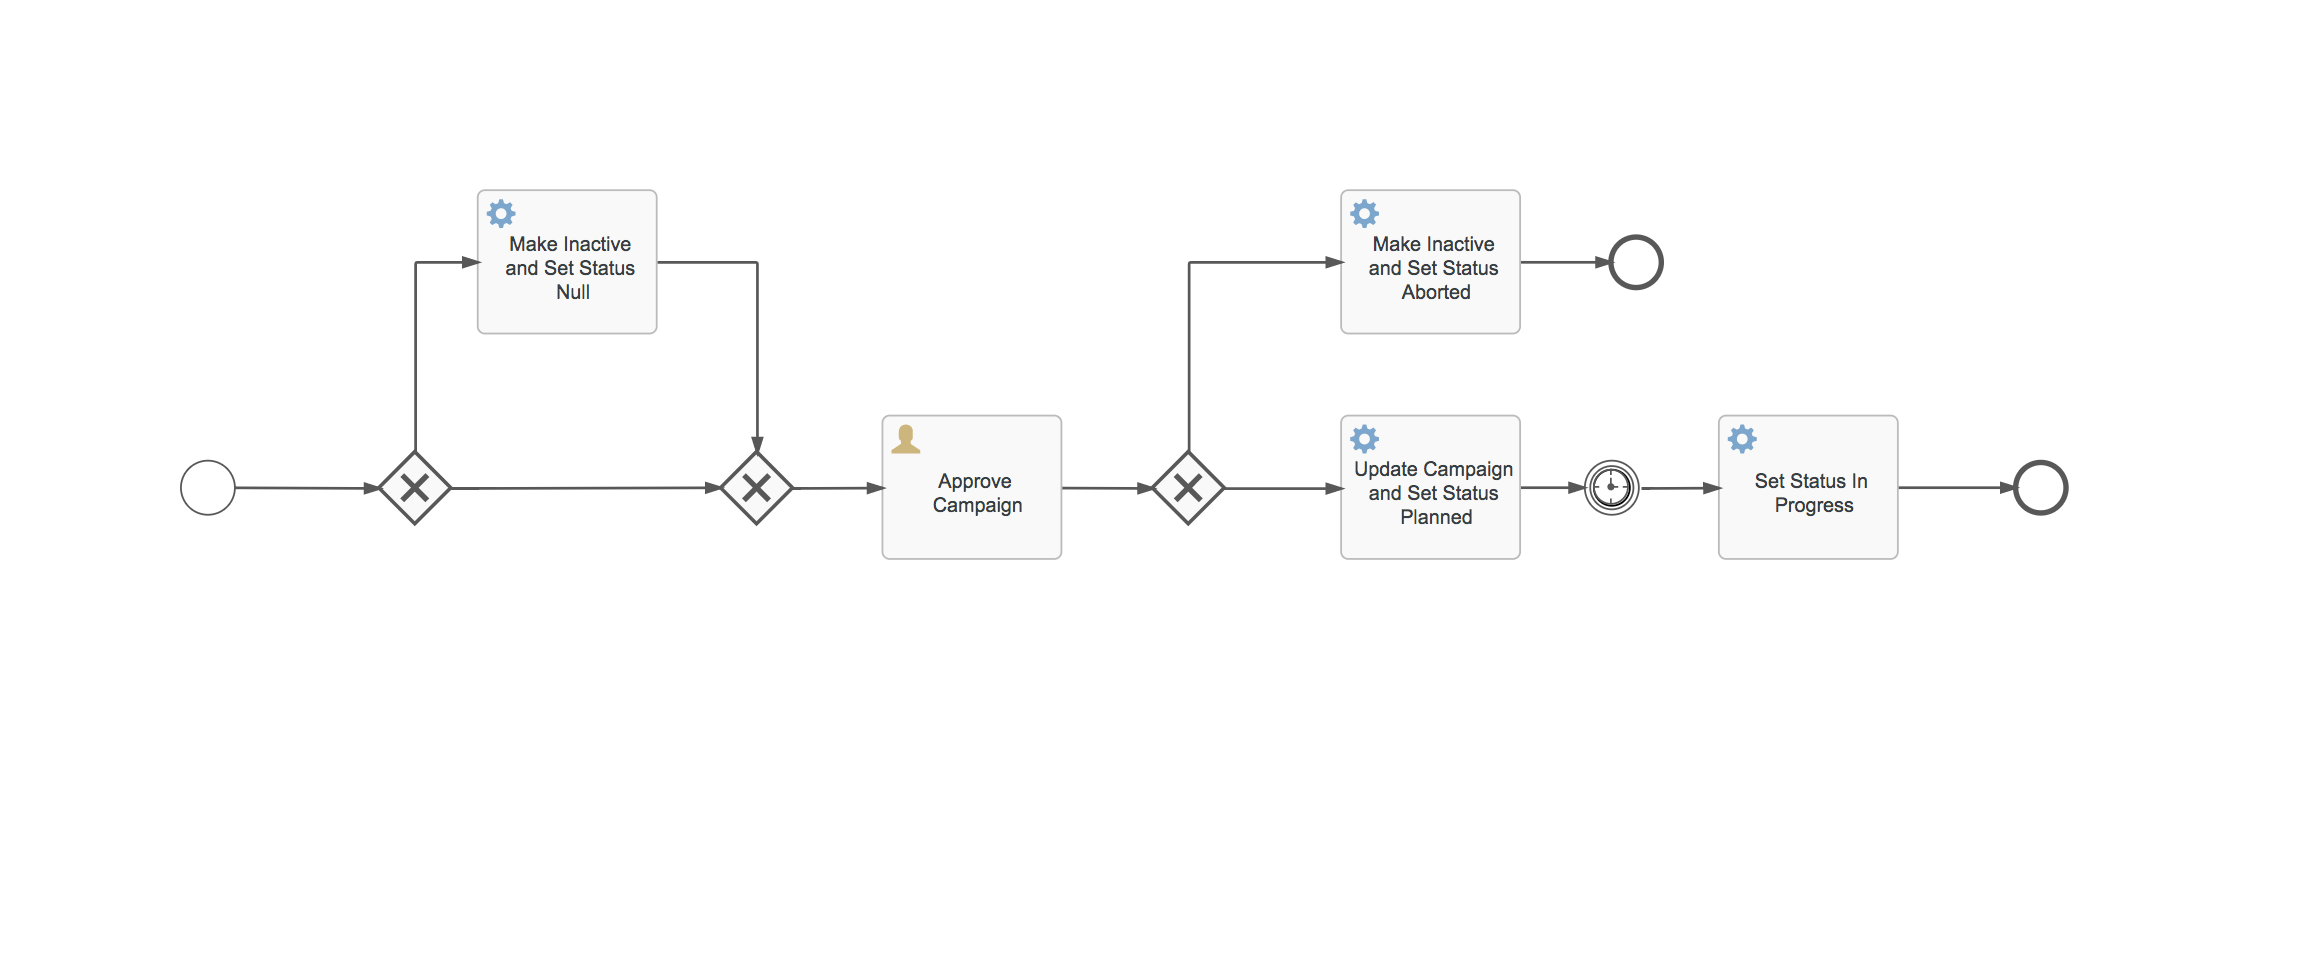 Make Inactive
and Set Status
Null
Make Inactive
and Set Status
Aborted
Approve
Campaign
Update Campaign
and Set Status
Planned
Set Status In
Progress